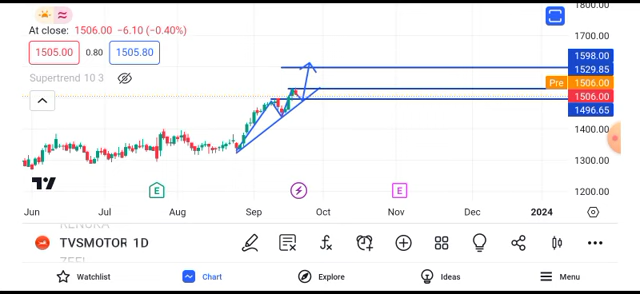 1800.00
At close: 1506.00 −6.10 (−0.40%)
1700.00
1505.00 0.80 1505.80
1598.00
1529.85
Supertrend 10 3
Pre 1506.00
1506.00
1496.65
1400.00
1300.00
1200.00
E E
Jun Jul Aug Sep Oct Nov Dec 2024
TVSMOTOR 1D
Watchlist Chart Explore Ideas Menu